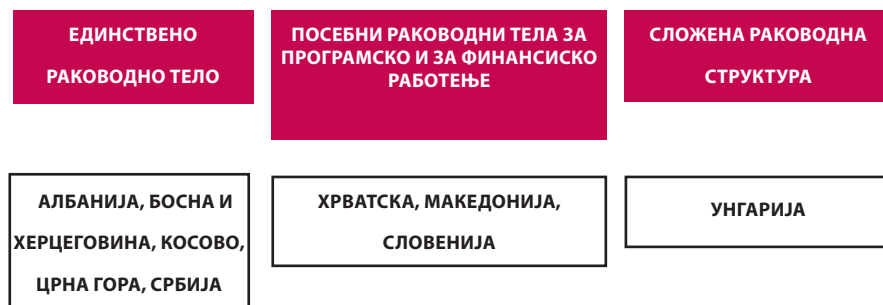 ЕДИНСТВЕНО
РАКОВОДНО ТЕЛО
ПОСЕБНИ РАКОВОДНИ ТЕЛА ЗА
ПРОГРАМСКО И ЗА ФИНАНСИСКО
РАБОТЕЊЕ
СЛОЖЕНА РАКОВОДНА
СТРУКТУРА
АЛБАНИЈА, БОСНА И
ХЕРЦЕГОВИНА, КОСОВО,
ЦРНА ГОРА, СРБИЈА
ХРВАТСКА, МАКЕДОНИЈА,
СЛОВЕНИЈА
УНГАРИЈА